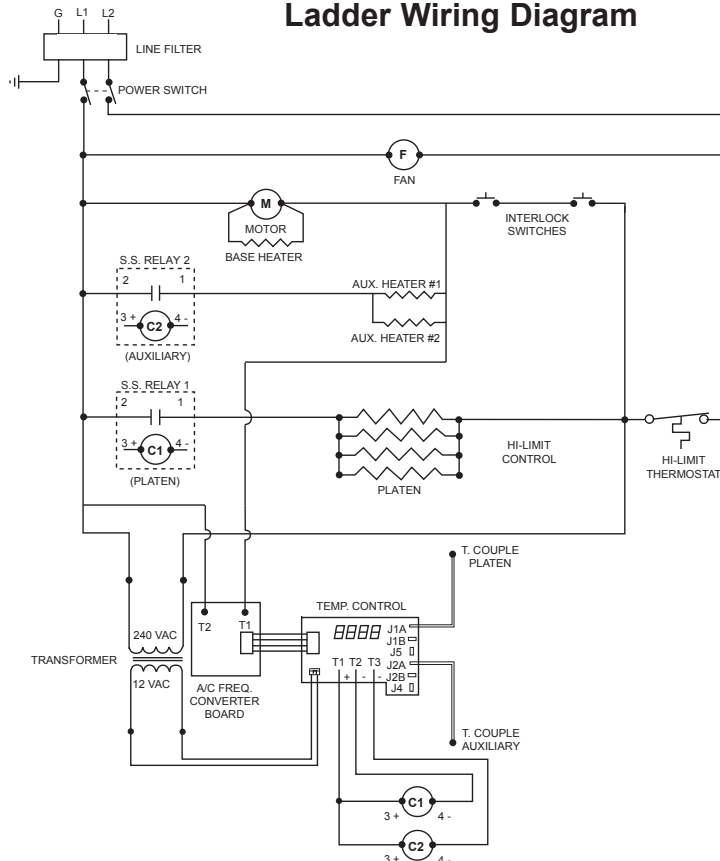 Ladder Wiring Diagram
G L1 L2
LINE FILTER
POWER SWITCH
F
FAN
M
MOTOR
BASE HEATER
INTERLOCK
SWITCHES
S.S. RELAY 2
2 1
3 + C2 4 -
(AUXILIARY)
AUX. HEATER #1
AUX. HEATER #2
S.S. RELAY 1
2 1
3 + C1 4 -
(PLATEN)
PLATEN
HI-LIMIT
CONTROL
HI-LIMIT
THERMOSTAT
T. COUPLE
PLATEN
TEMP. CONTROL
8888
J1A
J1B
J5
J2A
J2B
J4
T1 T2 T3
+ - -
T2 T1
A/C FREQ.
CONVERTER
BOARD
240 VAC
TRANSFORMER
12 VAC
T. COUPLE
AUXILIARY
C1
3 + 4 -
C2
3 + 4 -